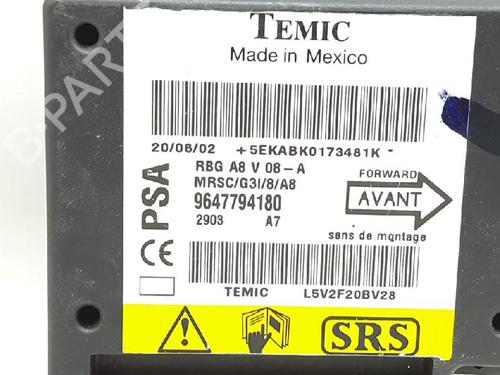 TEMIC
Made in Mexico
20/06/02 +5EKABK0173481K -
RBG A8 V 08-A
MRSC/G3I/8/A8
9647794180
2903 A7
PSA
CE
FORWARD
AVANT
sens de montage
TEMIC L5V2F20BV28
SRS
B-PARTS